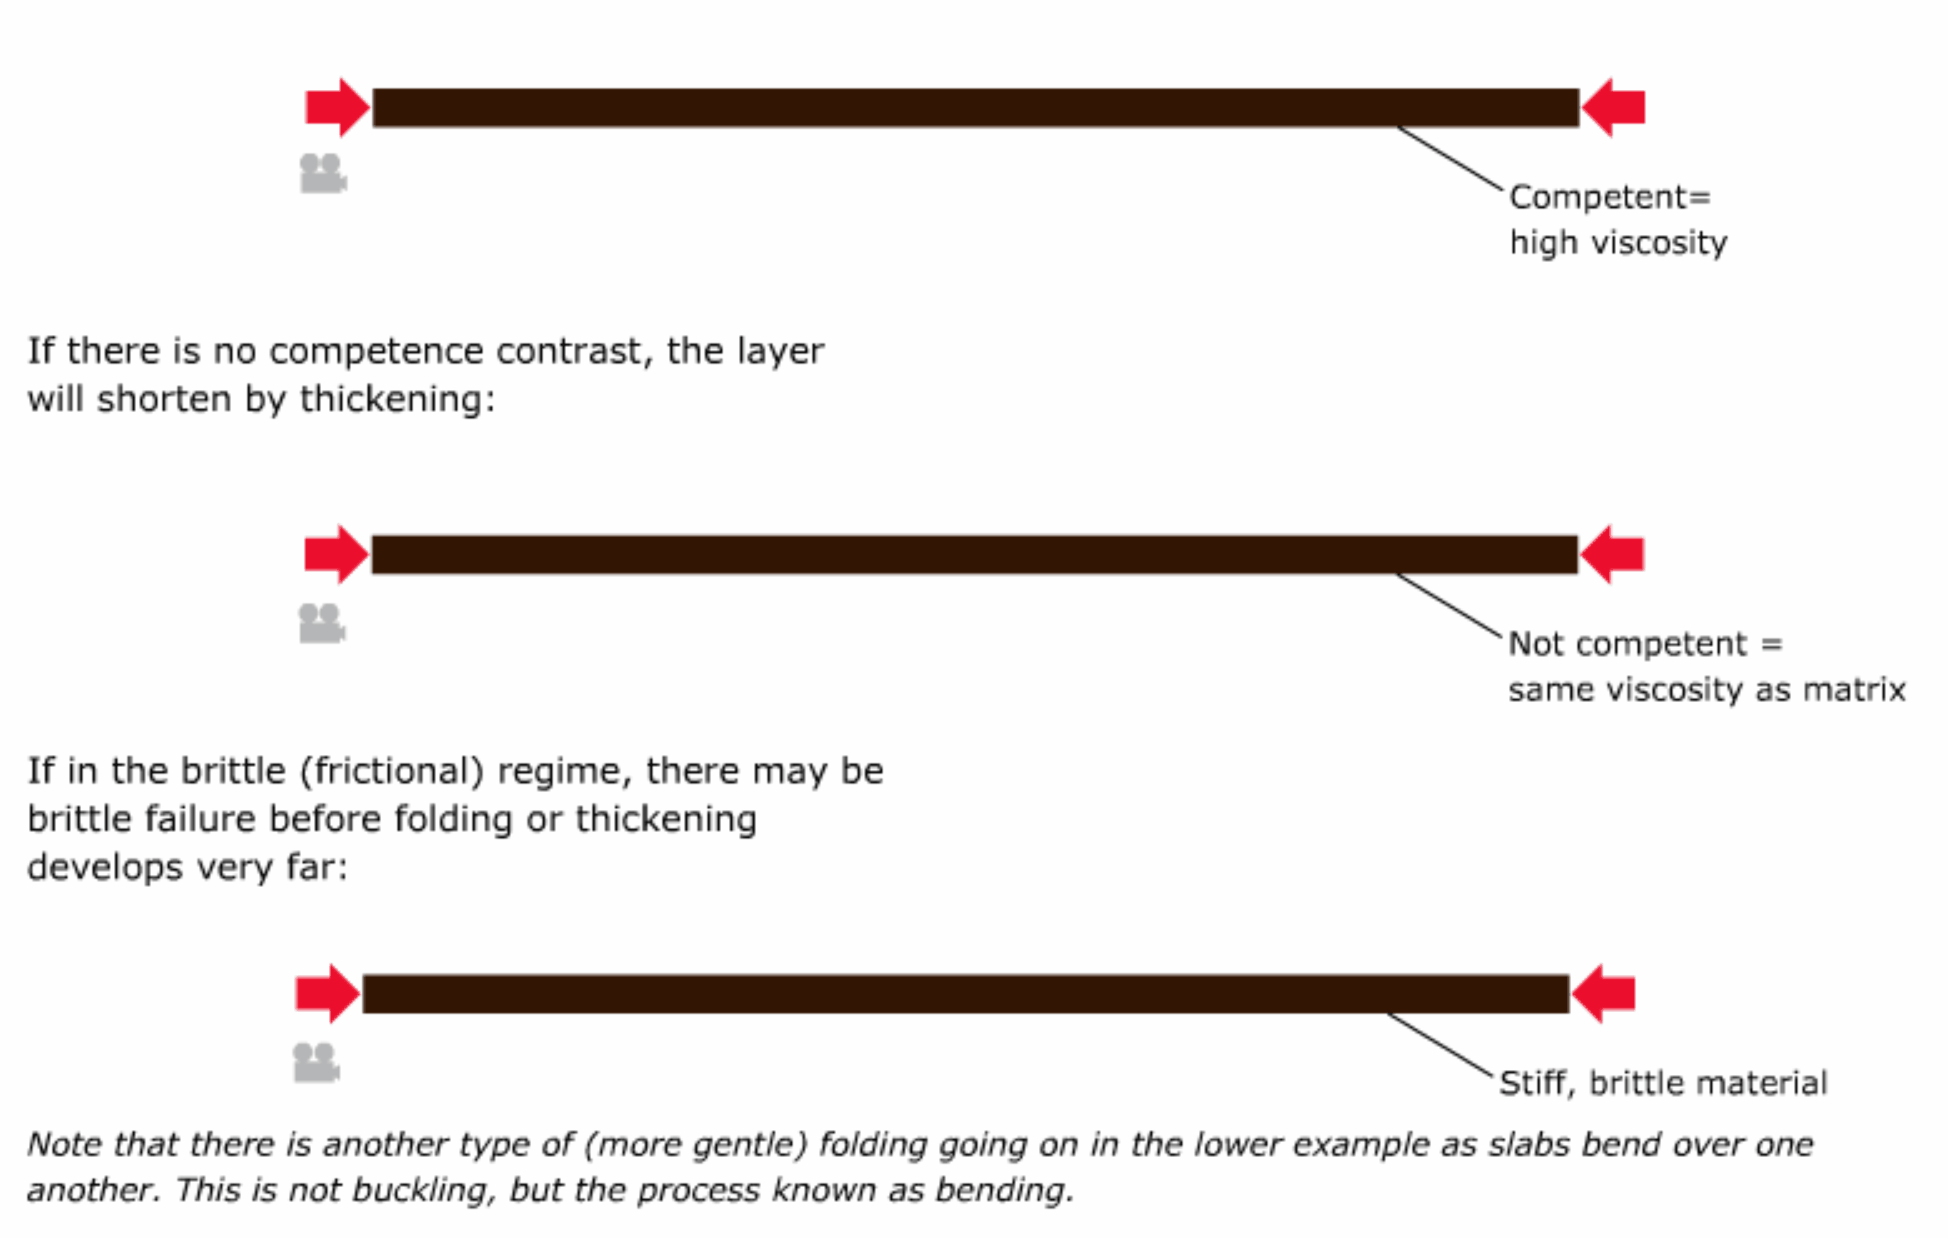 Competent=
high viscosity
If there is no competence contrast, the layer
will shorten by thickening:
Not competent =
same viscosity as matrix
If in the brittle (frictional) regime, there may be
brittle failure before folding or thickening
develops very far:
Stiff, brittle material
Note that there is another type of (more gentle) folding going on in the lower example as slabs bend over one
another. This is not buckling, but the process known as bending.